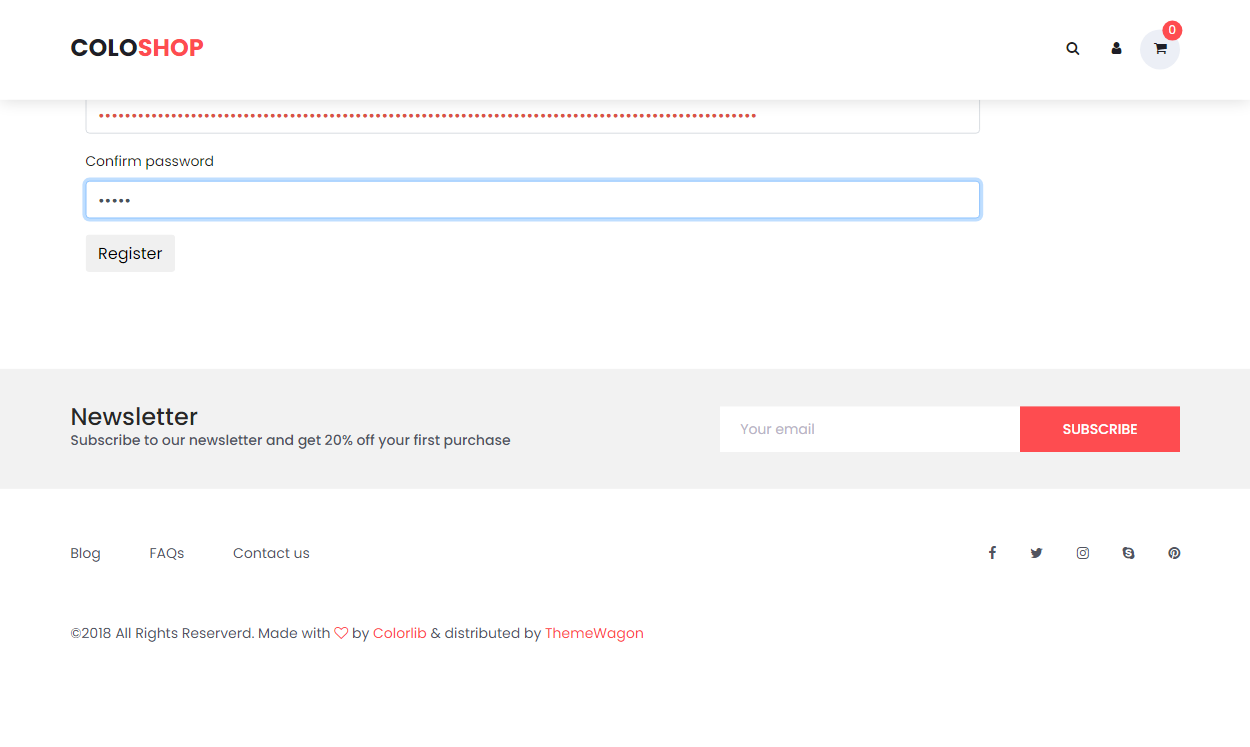 COLOSHOP
0
••••••••••••••••••••••••••••••••••••••••••••••••••••••••••••••••••••••••••••••••••••••••••••••••••••
Confirm password
•••••
Register
Newsletter
Subscribe to our newsletter and get 20% off your first purchase
Your email
SUBSCRIBE
Blog FAQs Contact us
©2018 All Rights Reserverd. Made with ♡ by Colorlib & distributed by ThemeWagon